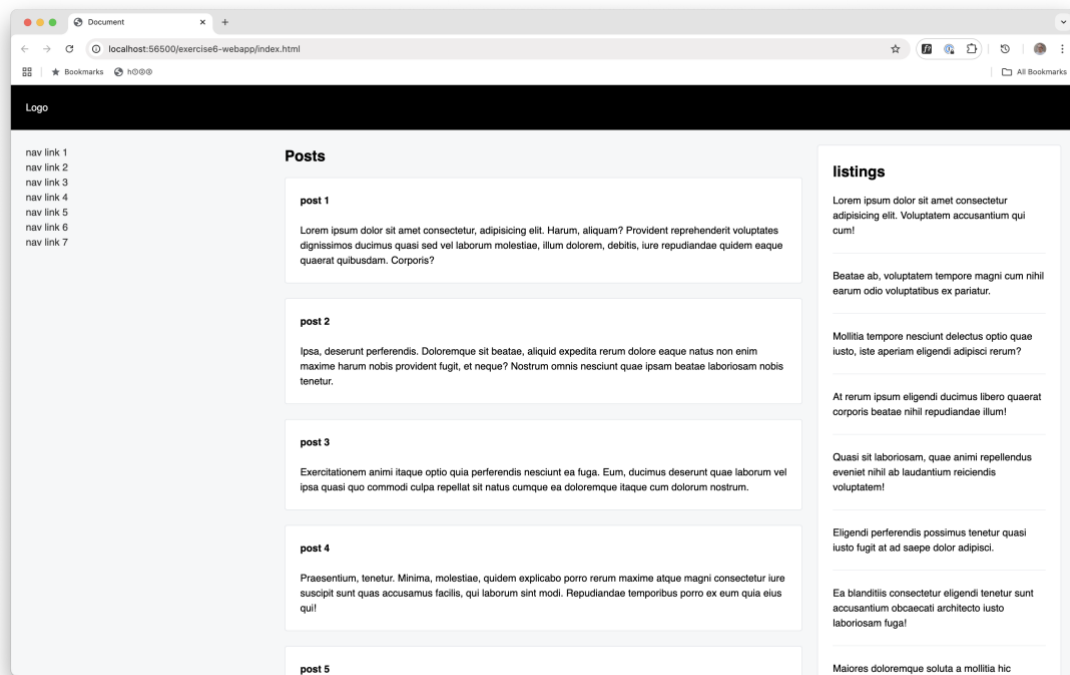 Document
localhost:56500/exercise6-webapp/index.html
Bookmarks
All Bookmarks
Logo
nav link 1
nav link 2
nav link 3
nav link 4
nav link 5
nav link 6
nav link 7
Posts
post 1
Lorem ipsum dolor sit amet consectetur, adipisicing elit. Harum, aliquam? Provident reprehenderit voluptates
dignissimos ducimus quasi sed vel laborum molestiae, illum dolorem, debitis, iure repudiandae quidem eaque
quaerat quibusdam. Corporis?
post 2
Ipsa, deserunt perferendis. Doloremque sit beatae, aliquid expedita rerum dolore eaque natus non enim
maxime harum nobis provident fugit, et neque? Nostrum omnis nesciunt quae ipsam beatae laboriosam nobis
tenetur.
post 3
Exercitationem animi itaque optio quia perferendis nesciunt ea fuga. Eum, ducimus deserunt quae laborum vel
ipsa quasi quo commodi culpa repellat sit natus cumque ea doloremque itaque cum dolorum nostrum.
post 4
Praesentium, tenetur. Minima, molestiae, quidem explicabo porro rerum maxime atque magni consectetur iure
suscipit sunt quas accusamus facilis, qui laborum sint modi. Repudiandae temporibus porro ex eum quia eius
qui!
post 5
listings
Lorem ipsum dolor sit amet consectetur
adipisicing elit. Voluptatem accusantium qui
cum!
Beatae ab, voluptatem tempore magni cum nihil
earum odio voluptatibus ex pariatur.
Mollitia tempore nesciunt delectus optio quae
iusto, iste aperiam eligendi adipisci rerum?
At rerum ipsum eligendi ducimus libero quaerat
corporis beatae nihil repudiandae illum!
Quasi sit laboriosam, quae animi repellendus
eveniet nihil ab laudantium reiciendis
voluptatem!
Eligendi perferendis possimus tenetur quasi
iusto fugit at ad saepe dolor adipisci.
Ea blanditiis consectetur eligendi tenetur sunt
accusantium obcaecati architecto iusto
laboriosam fuga!
Maiores doloremque soluta a mollitia hic